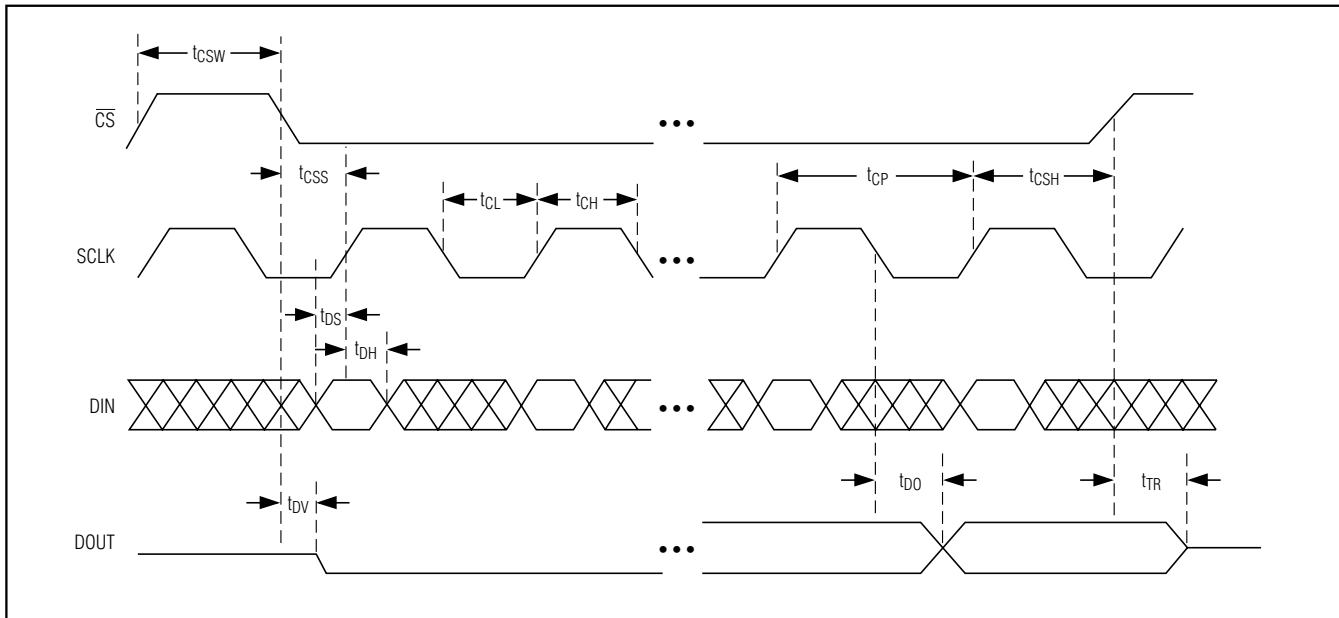 tCSW
CS
•••
tCSS
tCL
tCH
tCP
tCSH
SCLK
•••
tDS
tDH
DIN
•••
tDV
tDO
tTR
DOUT
•••